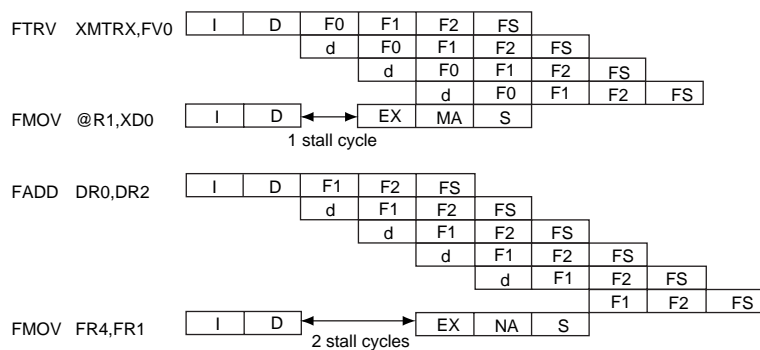 FTRV XMTRX,FV0 I D F0 F1 F2 FS
d F0 F1 F2 FS
d F0 F1 F2 FS
d F0 F1 F2 FS
FMOV @R1,XD0 I D EX MA S
1 stall cycle
FADD DR0,DR2 I D F1 F2 FS
d F1 F2 FS
d F1 F2 FS
d F1 F2 FS
d F1 F2 FS
F1 F2 FS
FMOV FR4,FR1 I D EX NA S
2 stall cycles